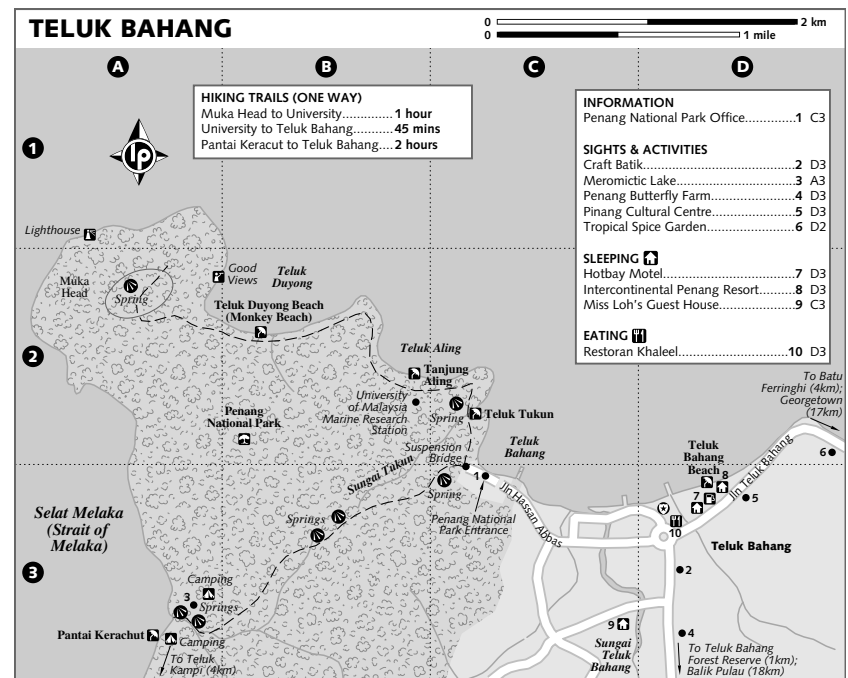 TELUK BAHANG
0 2 km
0 1 mile
A B C D
HIKING TRAILS (ONE WAY)
Muka Head to University.............. 1 hour
University to Teluk Bahang.......... 45 mins
Pantai Keracut to Teluk Bahang.... 2 hours
INFORMATION
Penang National Park Office.............1 C3
SIGHTS & ACTIVITIES
Craft Batik........................................2 D3
Meromictic Lake................................3 A3
Penang Butterfly Farm......................4 D3
Pinang Cultural Centre......................5 D3
Tropical Spice Garden.......................6 D2
SLEEPING
Hotbay Motel...................................7 D3
Intercontinental Penang Resort.........8 D3
Miss Loh's Guest House....................9 C3
EATING
Restoran Khaleel.............................10 D3
1
lp
Lighthouse
Muka
Head
Spring
Good
Views
Teluk
Duyong
Teluk Duyong Beach
(Monkey Beach)
2
Teluk Aling
Tanjung
Aling
University
of Malaysia
Marine Research
Station
Spring
Teluk Tukun
Penang
National Park
Suspension
Bridge
Teluk
Bahang
Sungai Tukun
Spring
1
Penang National
Park Entrance
Jln Hassan Abbas
To Batu
Ferringhi (4km);
Georgetown
(17km)
6
Teluk
Bahang
Beach
8
7
Jln Teluk Bahang
5
10
Teluk Bahang
Selat Melaka
(Strait of
Melaka)
Springs
3
Camping
3
Springs
Pantai Kerachut
Camping
To Teluk
Kampi (4km)
2
9
Sungai
Teluk
Bahang
4
To Teluk Bahang
Forest Reserve (1km);
Balik Pulau (18km)